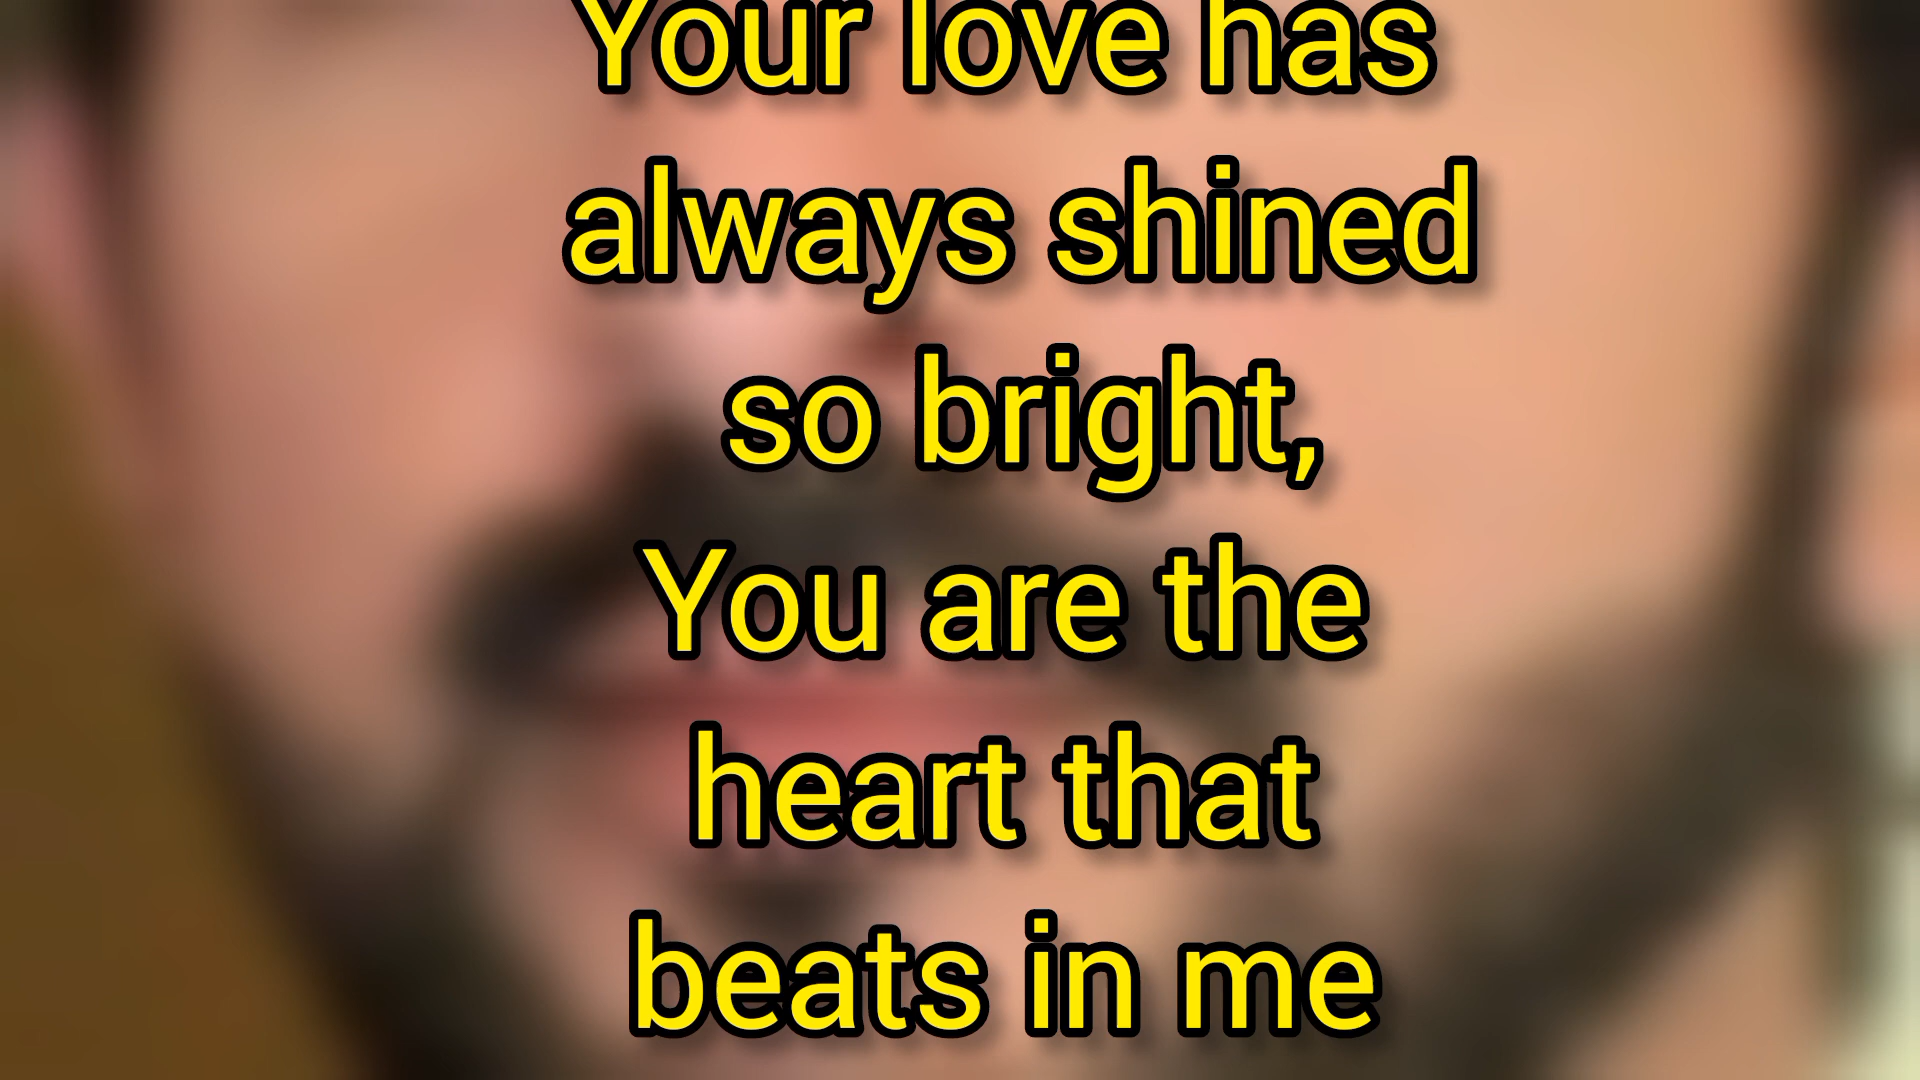 Your love has
always shined
so bright,
You are the
heart that
beats in me